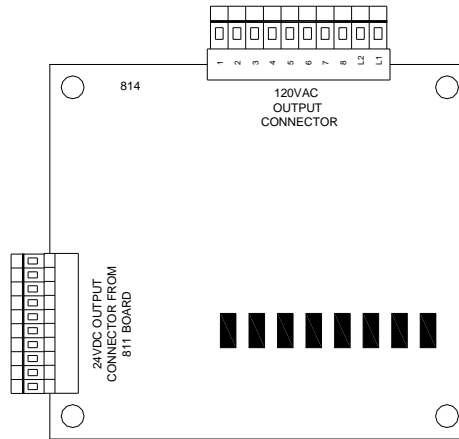 1 2 3 4 5 6 7 8 L2 L1
814
120VAC
OUTPUT
CONNECTOR
24VDC OUTPUT
CONNECTOR FROM
811 BOARD